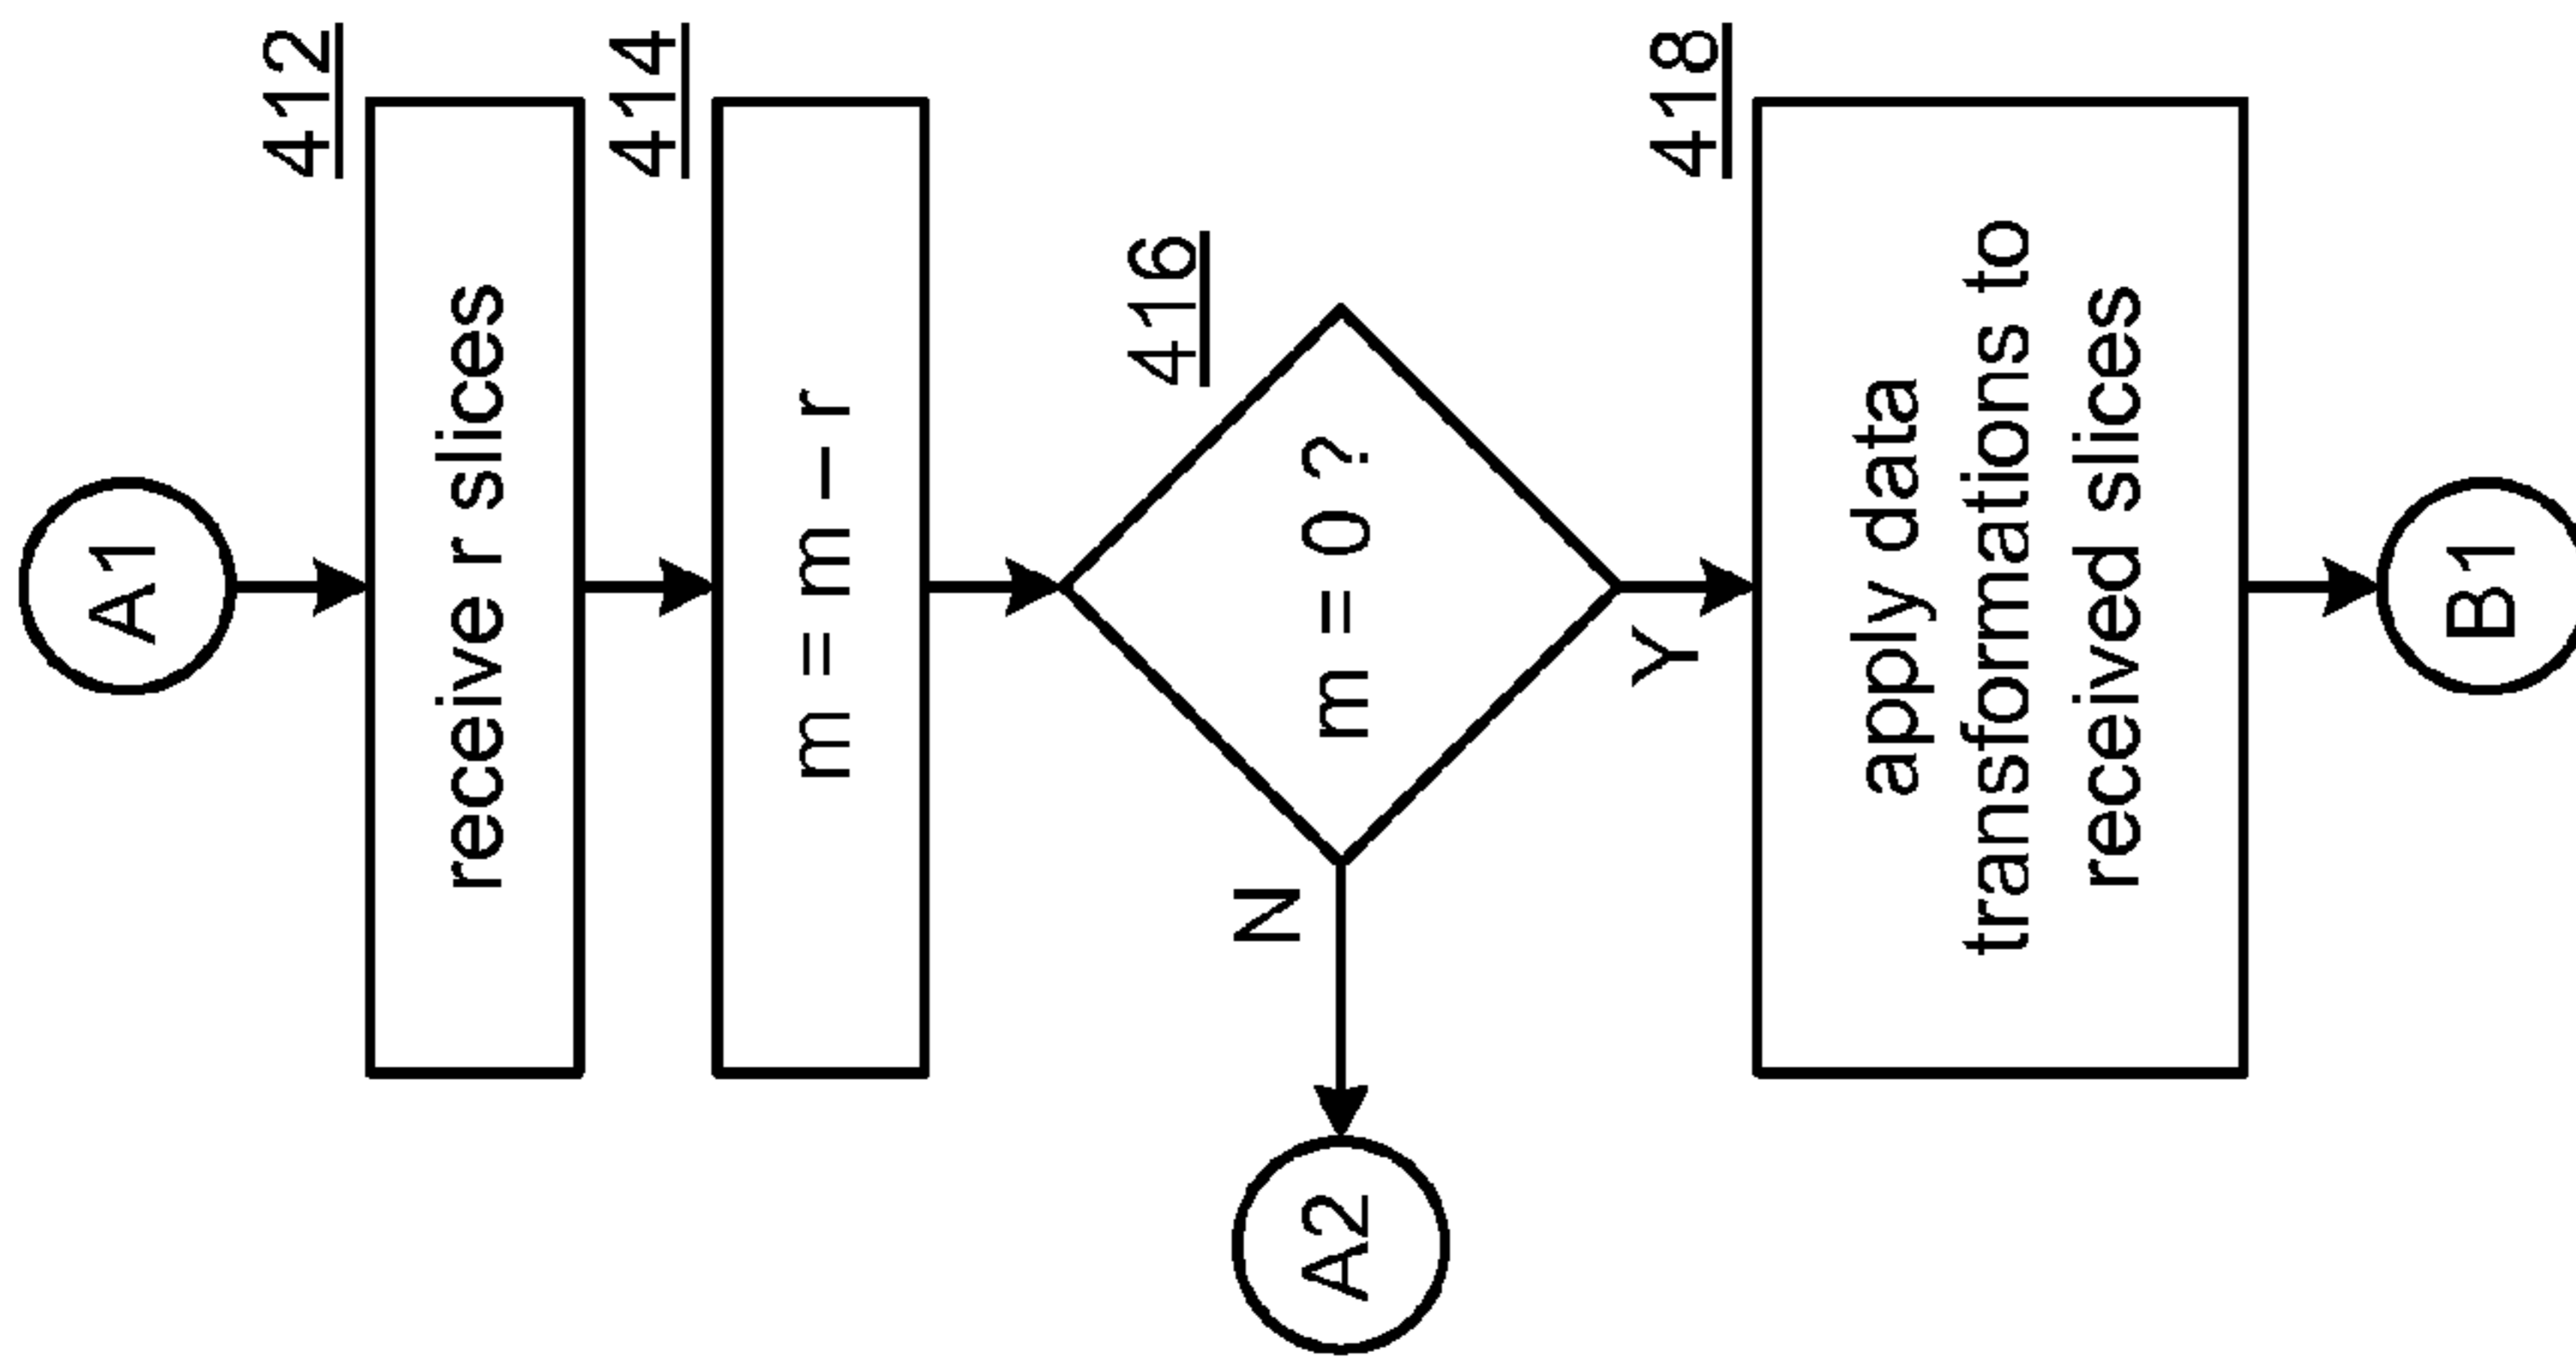 A1
412
receive r slices
414
m = m – r
416
m = 0 ?
N
A2
Y
418
apply data
transformations to
received slices
B1